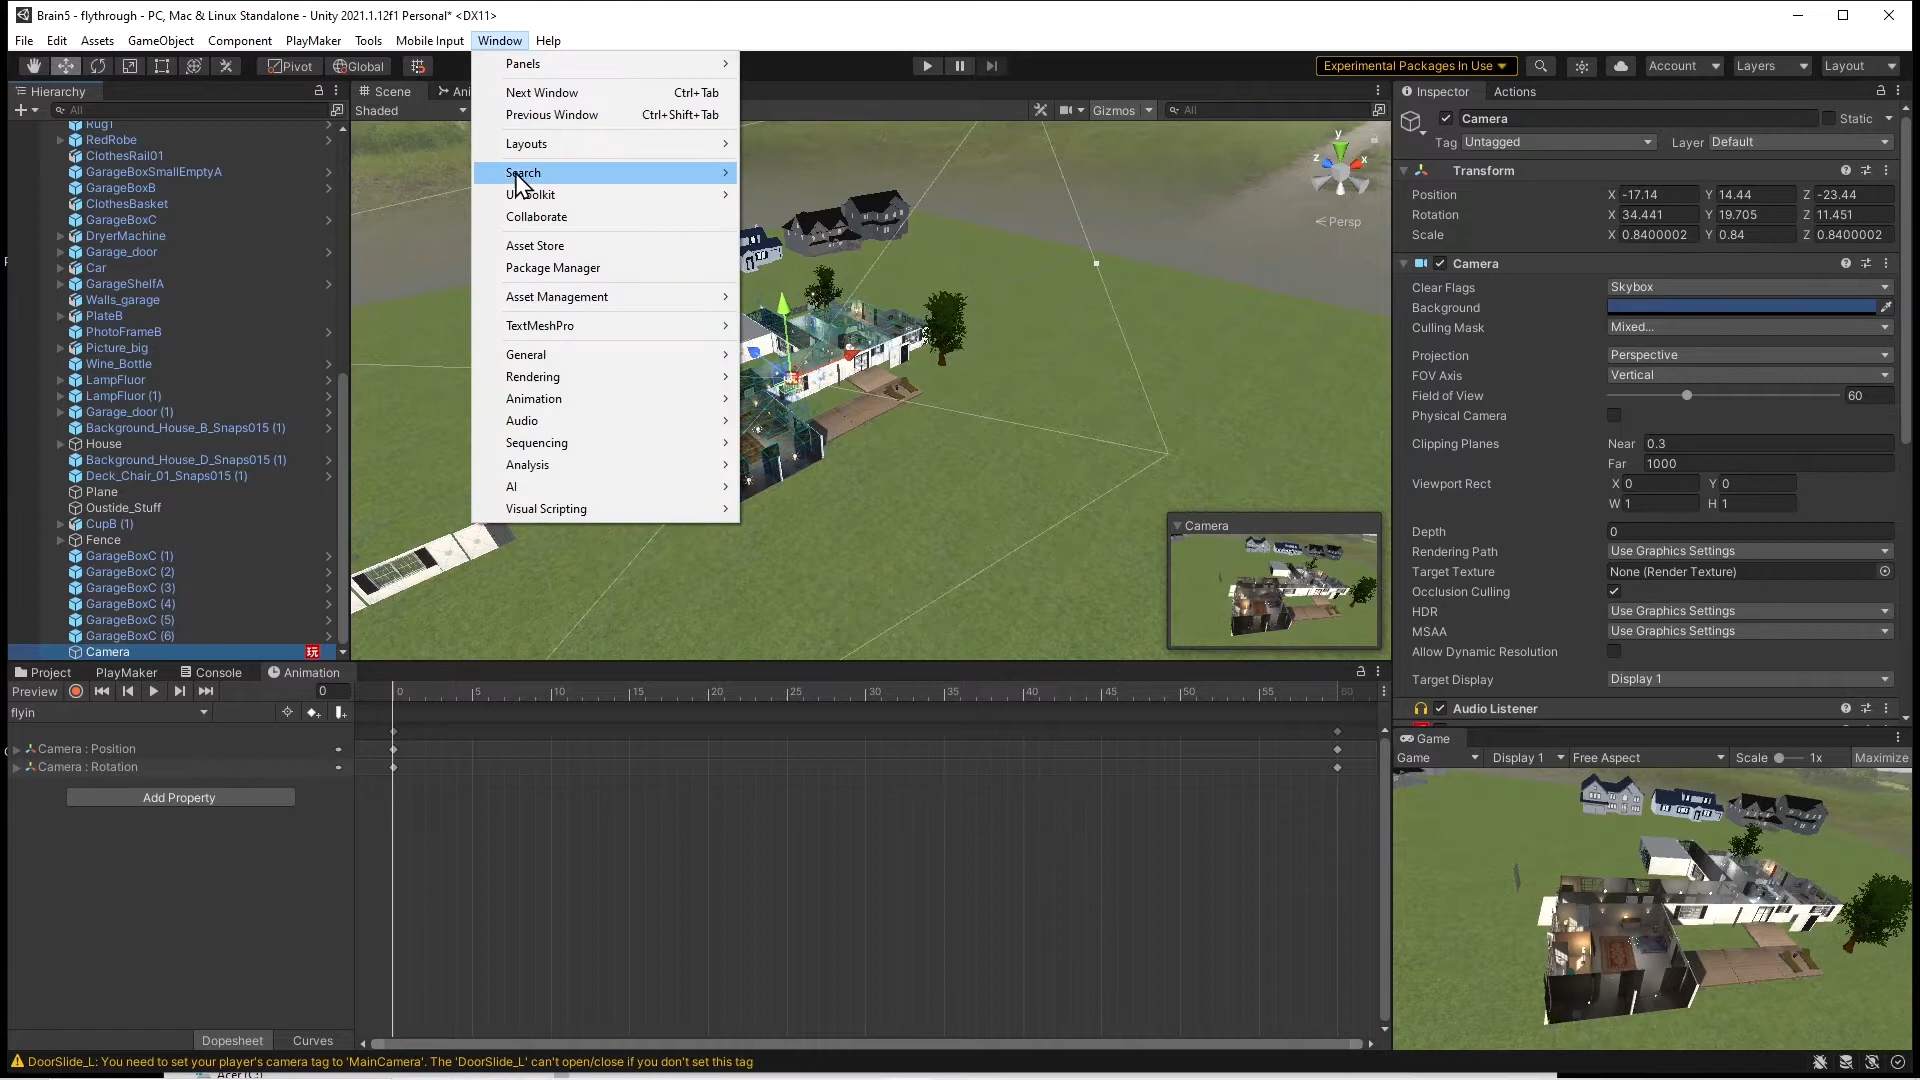 Brain5 - flythrough - PC, Mac & Linux Standalone - Unity 2021.1.12f1 Personal* <DX11>
File Edit Assets GameObject Component PlayMaker Tools Mobile Input Window Help
Pivot Global
Experimental Packages In Use
Account Layers Layout
Hierarchy
All
Rug1
RedRobe
ClothesRail01
GarageBoxSmallEmptyA
GarageBoxB
ClothesBasket
GarageBoxC
DryerMachine
Garage_door
Car
GarageShelfA
Walls_garage
PlateB
PhotoFrameB
Picture_big
Wine_Bottle
LampFluor
LampFluor (1)
Garage_door (1)
Background_House_B_Snaps015 (1)
House
Background_House_D_Snaps015 (1)
Deck_Chair_01_Snaps015 (1)
Plane
Oustide_Stuff
CupB (1)
Fence
GarageBoxC (1)
GarageBoxC (2)
GarageBoxC (3)
GarageBoxC (4)
GarageBoxC (5)
GarageBoxC (6)
Camera 玩
Scene Ani
Shaded
Gizmos All
Panels
Next Window Ctrl+Tab
Previous Window Ctrl+Shift+Tab
Layouts
Search
Collaborate
Asset Store
Package Manager
Asset Management
TextMeshPro
General
Rendering
Animation
Audio
Sequencing
Analysis
AI
Visual Scripting
y
z x
Persp
Camera
Inspector Actions
Camera Static
Tag Untagged Layer Default
Transform
Position X -17.14 Y 14.44 Z -23.44
Rotation X 34.441 Y 19.705 Z 11.451
Scale X 0.8400002 Y 0.84 Z 0.8400002
Camera
Clear Flags Skybox
Background
Culling Mask Mixed...
Projection Perspective
FOV Axis Vertical
Field of View 60
Physical Camera
Clipping Planes Near 0.3
Far 1000
Viewport Rect X 0 Y 0
W 1 H 1
Depth 0
Rendering Path Use Graphics Settings
Target Texture None (Render Texture)
Occlusion Culling
HDR Use Graphics Settings
MSAA Use Graphics Settings
Allow Dynamic Resolution
Target Display Display 1
Audio Listener
Game
Game Display 1 Free Aspect Scale 1x Maximize
Project PlayMaker Console Animation
Preview 0
flyin
0 5 10 15 20 25 30 35 40 45 50 55 60
Camera : Position
Camera : Rotation
Add Property
Dopesheet Curves
DoorSlide_L: You need to set your player's camera tag to 'MainCamera'. The 'DoorSlide_L' can't open/close if you don't set this tag